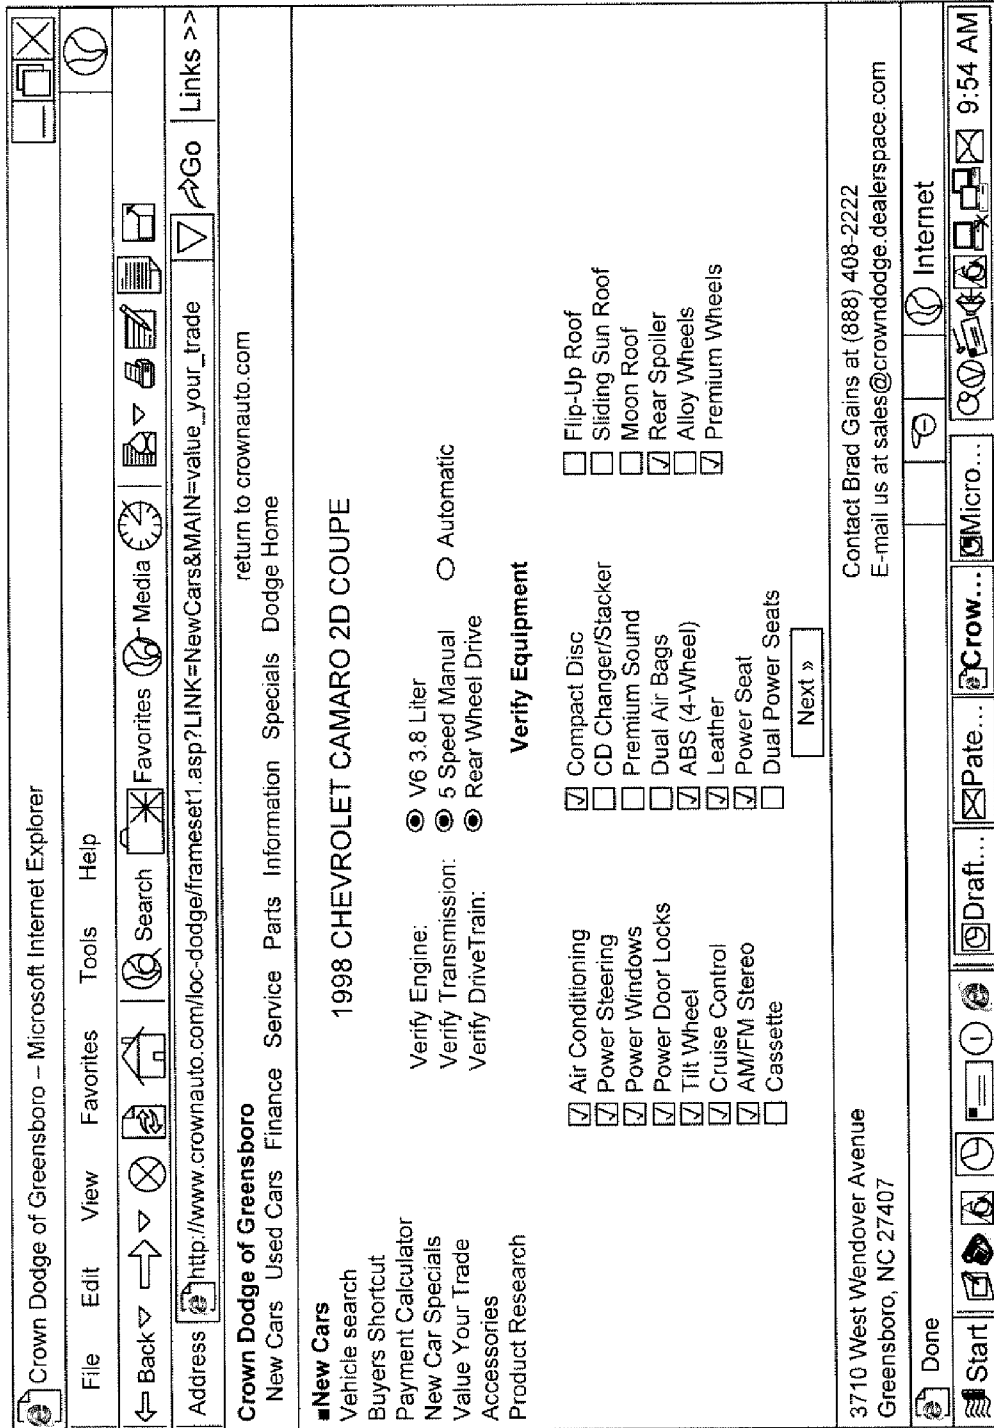 Crown Dodge of Greensboro – Microsoft Internet Explorer
File Edit View Favorites Tools Help
Back Search Favorites Media
Address http://www.crownauto.com/loc-dodge/frameset1.asp?LINK=NewCars&MAIN=value_your_trade Go Links >>
Crown Dodge of Greensboro return to crownauto.com
New Cars Used Cars Finance Service Parts Information Specials Dodge Home
■New Cars
Vehicle search
Buyers Shortcut
Payment Calculator
New Car Specials
Value Your Trade
Accessories
Product Research
1998 CHEVROLET CAMARO 2D COUPE
Verify Engine: V6 3.8 Liter
Verify Transmission: 5 Speed Manual Automatic
Verify DriveTrain: Rear Wheel Drive
Verify Equipment
Air Conditioning Compact Disc Flip-Up Roof
Power Steering CD Changer/Stacker Sliding Sun Roof
Power Windows Premium Sound Moon Roof
Power Door Locks Dual Air Bags Rear Spoiler
Tilt Wheel ABS (4-Wheel) Alloy Wheels
Cruise Control Leather Premium Wheels
AM/FM Stereo Power Seat
Cassette Dual Power Seats
Next »
3710 West Wendover Avenue Contact Brad Gains at (888) 408-2222
Greensboro, NC 27407 E-mail us at sales@crowndodge.dealerspace.com
Done Internet
Start Draft... Pate... Crow... Micro... 9:54 AM